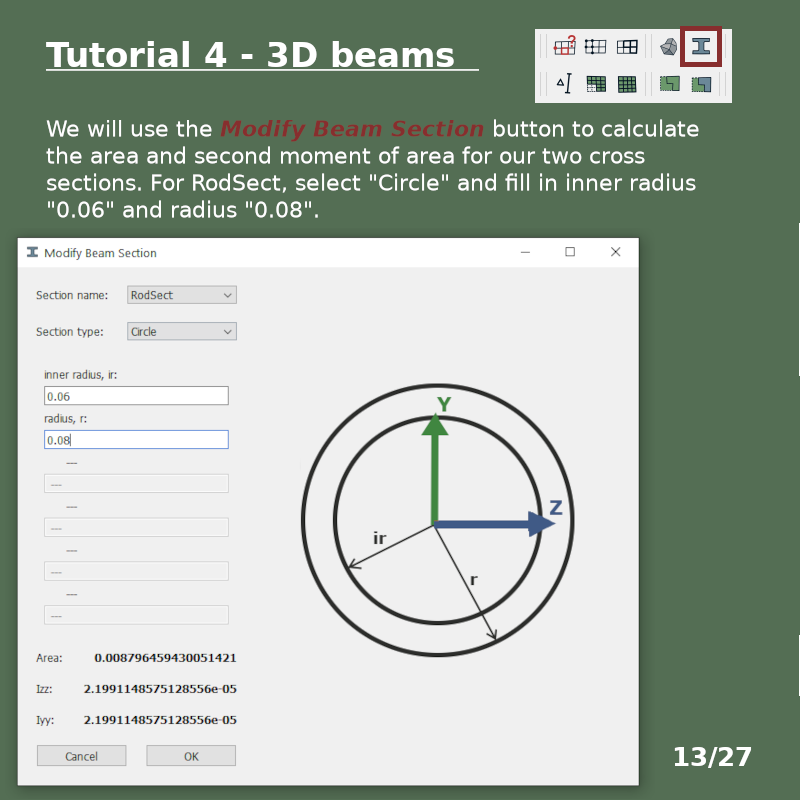 Tutorial 4 - 3D beams
?
We will use the Modify Beam Section button to calculate
the area and second moment of area for our two cross
sections. For RodSect, select "Circle" and fill in inner radius
"0.06" and radius "0.08".
Modify Beam Section
Section name: RodSect
Section type: Circle
inner radius, ir:
0.06
radius, r:
0.08
---
---
---
---
---
---
---
---
Y
Z
ir
r
Area: 0.008796459430051421
Izz: 2.1991148575128556e-05
Iyy: 2.1991148575128556e-05
Cancel OK
13/27